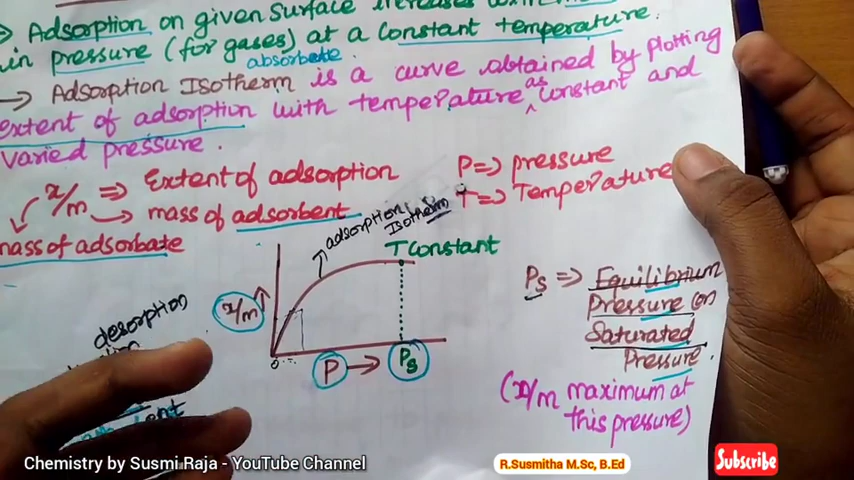 Adsorption on given surface increases with
in pressure (for gases) at a constant temperature.
absorbate
→ Adsorption Isotherm is a curve obtained by plotting
extent of adsorption with temperature as constant and
varied pressure.
x/m => Extent of adsorption
mass of adsorbent
mass of adsorbate
P => pressure
T => Temperature
adsorption
Isotherm
T Constant
x/m ↑
0
P →
Ps
desorption
Ps => Equilibrium
Pressure (or)
Saturated
Pressure.
(x/m maximum at
this pressure)
Chemistry by Susmi Raja - YouTube Channel
R.Susmitha M.Sc, B.Ed
Subscribe